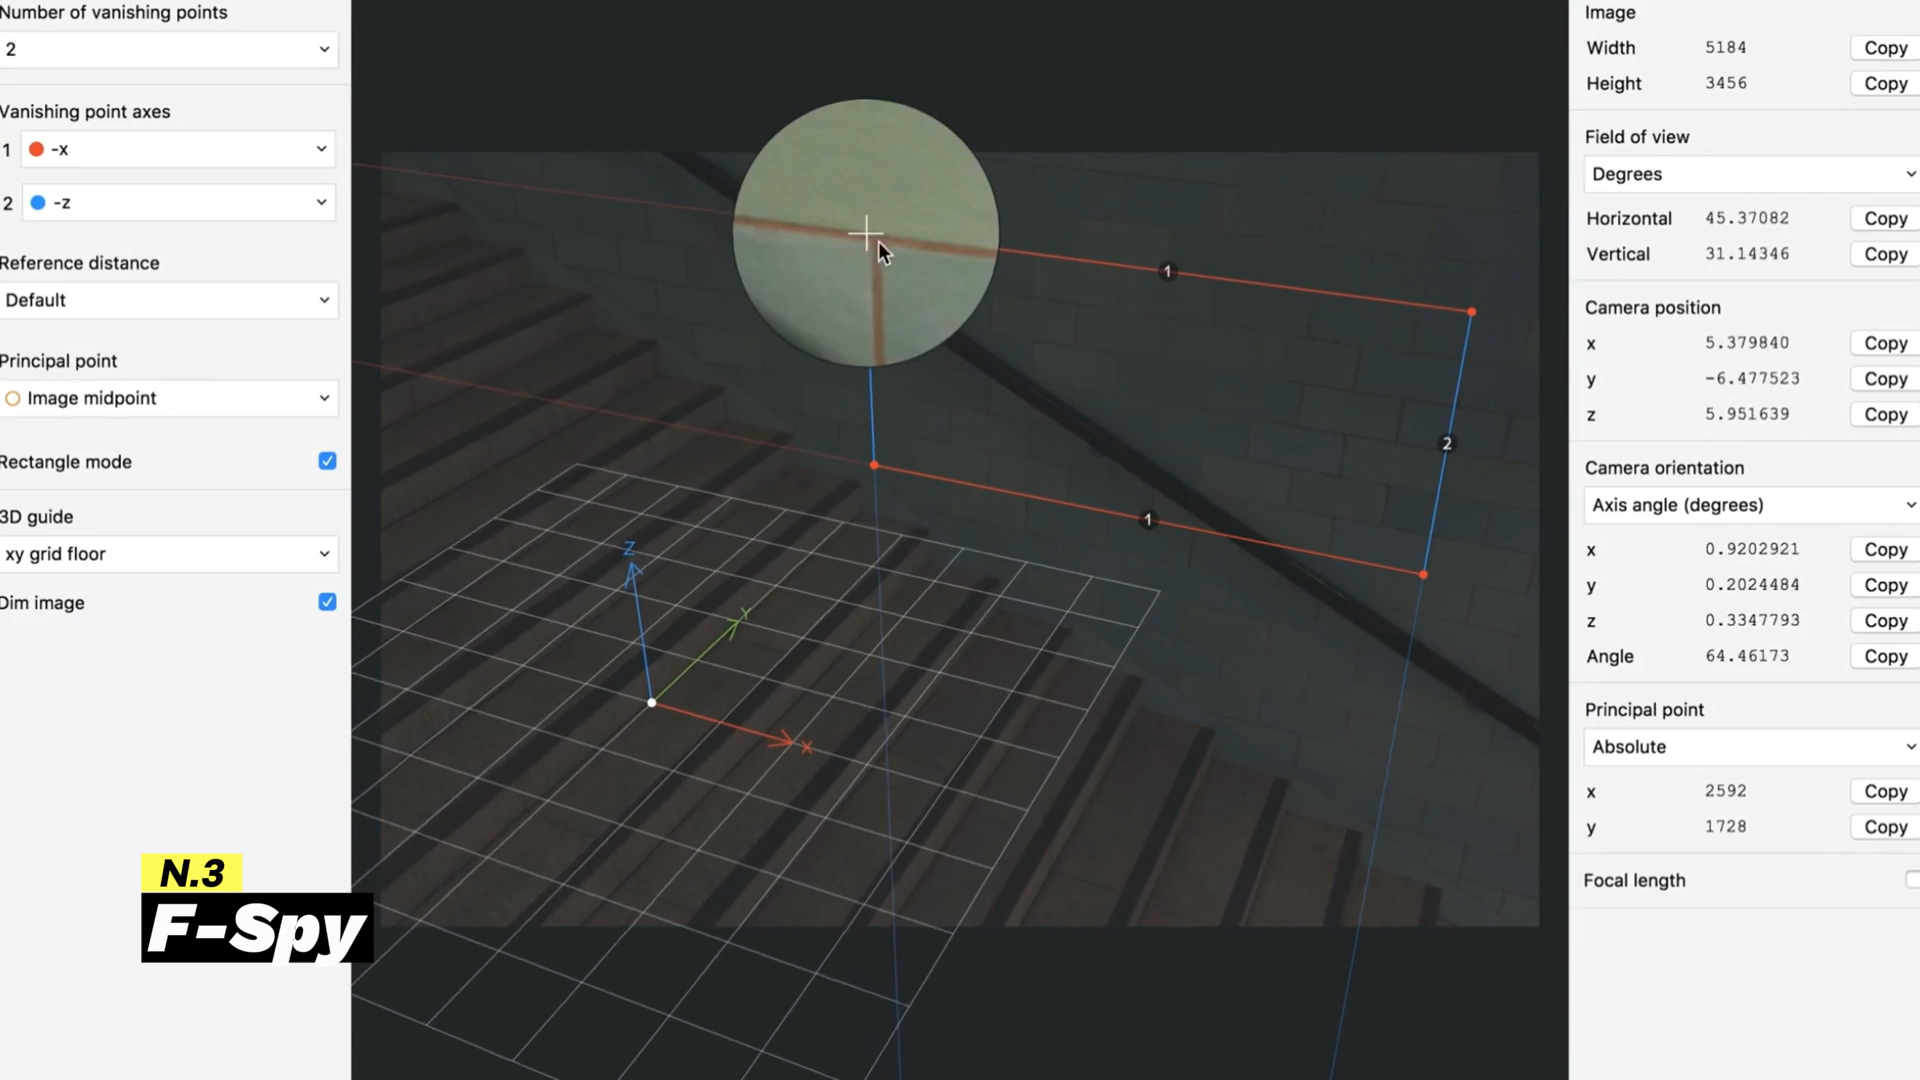 Number of vanishing points
2
Vanishing point axes
1 -x
2 -z
Reference distance
Default
Principal point
Image midpoint
Rectangle mode
3D guide
xy grid floor
Dim image
N.3
F-Spy
1
2
1
Z
Y
X
Image
Width 5184 Copy
Height 3456 Copy
Field of view
Degrees
Horizontal 45.37082 Copy
Vertical 31.14346 Copy
Camera position
x 5.379840 Copy
y -6.477523 Copy
z 5.951639 Copy
Camera orientation
Axis angle (degrees)
x 0.9202921 Copy
y 0.2024484 Copy
z 0.3347793 Copy
Angle 64.46173 Copy
Principal point
Absolute
x 2592 Copy
y 1728 Copy
Focal length